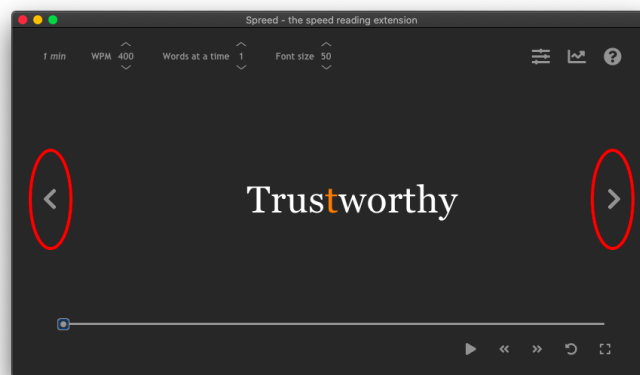 Spreed - the speed reading extension
1 min WPM 400 Words at a time 1 Font size 50
Trustworthy